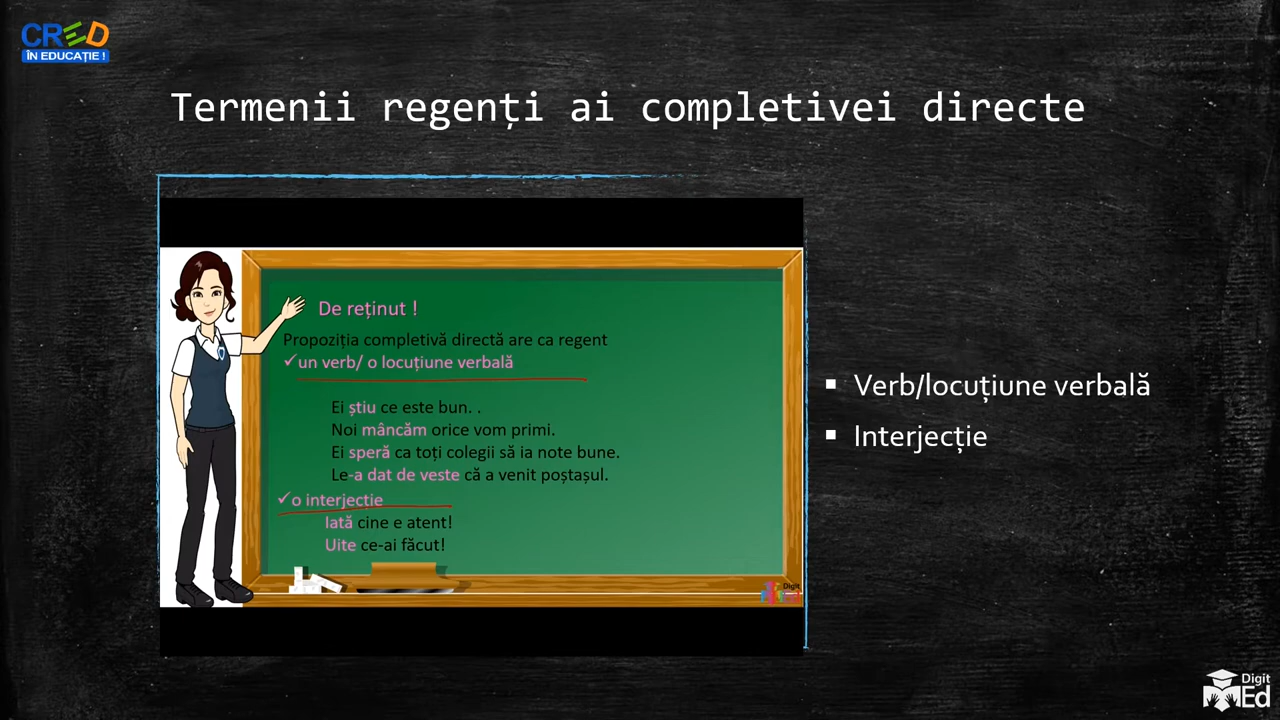 CRED
ÎN EDUCAȚIE !
Termenii regenți ai completivei directe
De reținut !
Propoziția completivă directă are ca regent
✓un verb/ o locuțiune verbală
Ei știu ce este bun. .
Noi mâncăm orice vom primi.
Ei speră ca toți colegii să ia note bune.
Le-a dat de veste că a venit poștașul.
✓o interjecție
Iată cine e atent!
Uite ce-ai făcut!
▪ Verb/locuțiune verbală
▪ Interjecție
Digit
Digit
Ed